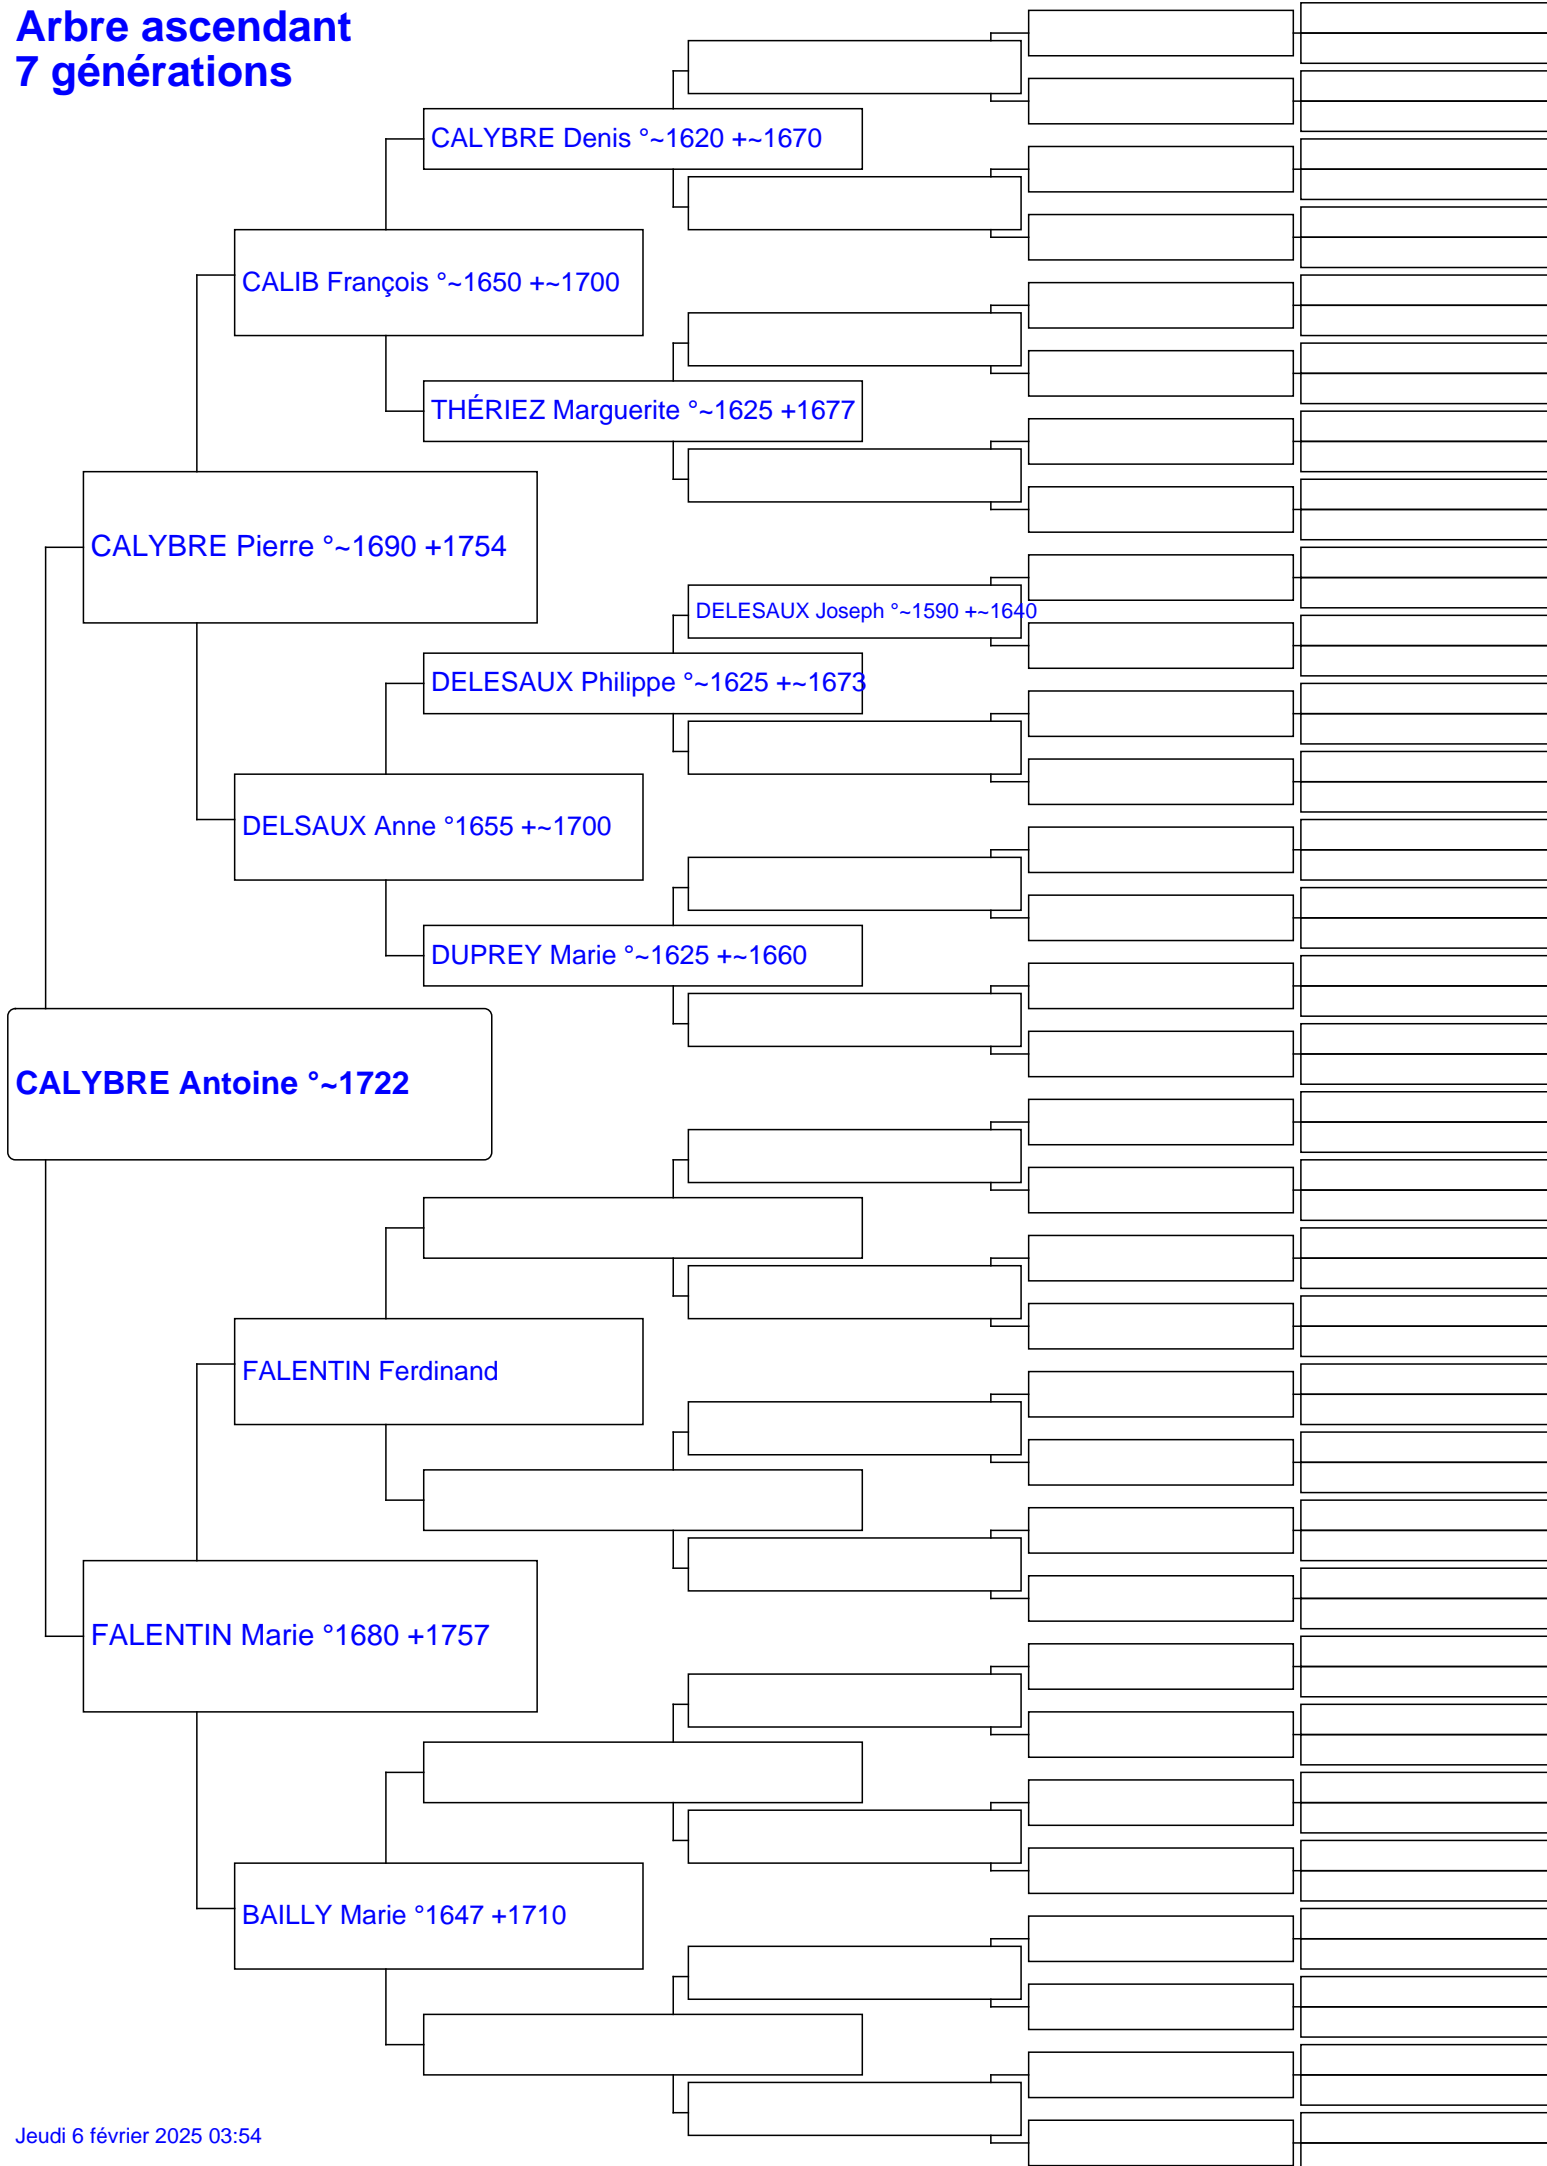 Arbre ascendant
7 générations
CALYBRE Denis °~1620 +~1670
CALIB François °~1650 +~1700
THÉRIEZ Marguerite °~1625 +1677
CALYBRE Pierre °~1690 +1754
DELESAUX Joseph °~1590 +~1640
DELESAUX Philippe °~1625 +~1673
DELSAUX Anne °1655 +~1700
DUPREY Marie °~1625 +~1660
CALYBRE Antoine °~1722
FALENTIN Ferdinand
FALENTIN Marie °1680 +1757
BAILLY Marie °1647 +1710
Jeudi 6 février 2025 03:54